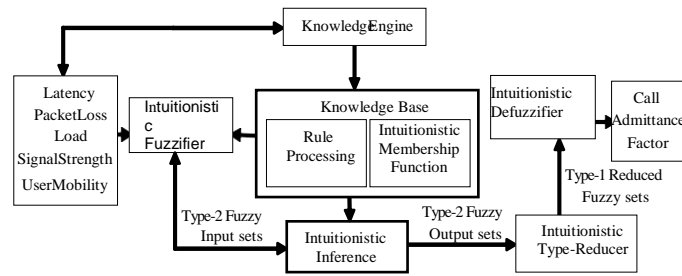 KnowledgeEngine
Latency
PacketLoss
Load
SignalStrength
UserMobility
Intuitionisti
c
Fuzzifier
Knowledge Base
Rule
Processing
Intuitionistic
Membership
Function
Intuitionistic
Defuzzifier
Call
Admittance
Factor
Type-2 Fuzzy
Input sets
Intuitionistic
Inference
Type-2 Fuzzy
Output sets
Type-1 Reduced
Fuzzy sets
Intuitionistic
Type-Reducer